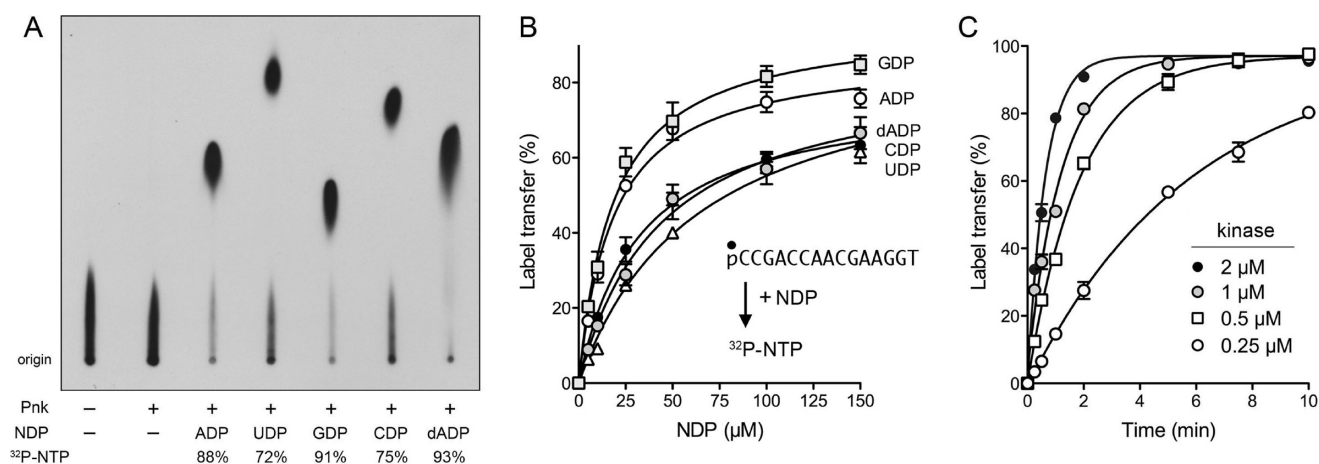 A
origin
Pnk − + + + + + +
NDP − − ADP UDP GDP CDP dADP
³²P-NTP 88% 72% 91% 75% 93%
B
Label transfer (%)
80
60
40
20
0
0 25 50 75 100 125 150
NDP (µM)
GDP
ADP
dADP
CDP
UDP
pCCGACCAACGAAGGT
+ NDP
³²P-NTP
C
Label transfer (%)
100
80
60
40
20
0
0 2 4 6 8 10
Time (min)
kinase
2 µM
1 µM
0.5 µM
0.25 µM